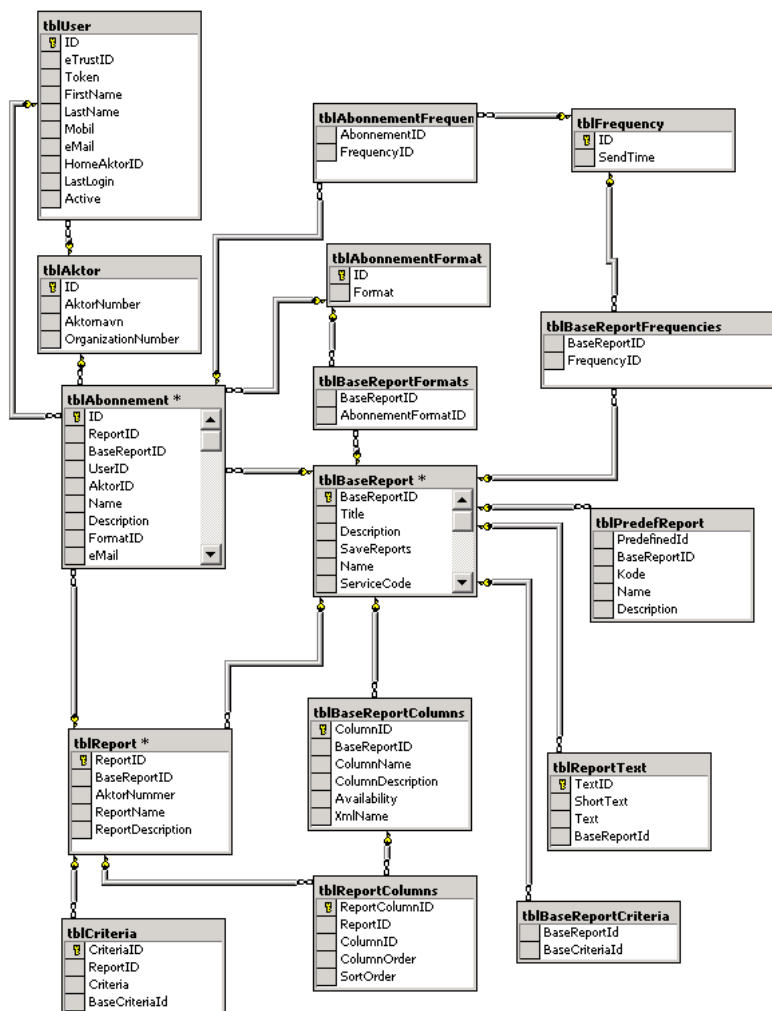 tblUser
ID
eTrustID
Token
FirstName
LastName
Mobil
eMail
HomeAktorID
LastLogin
Active
tblAbonnementFrequen
AbonnementID
FrequencyID
tblFrequency
ID
SendTime
tblAktor
ID
AktorNumber
Aktornavn
OrganizationNumber
tblAbonnementFormat
ID
Format
tblBaseReportFrequencies
BaseReportID
FrequencyID
tblBaseReportFormats
BaseReportID
AbonnementFormatID
tblAbonnement *
ID
ReportID
BaseReportID
UserID
AktorID
Name
Description
FormatID
eMail
tblBaseReport *
BaseReportID
Title
Description
SaveReports
Name
ServiceCode
tblPredefReport
PredefinedId
BaseReportID
Kode
Name
Description
tblReport *
ReportID
BaseReportID
AktorNummer
ReportName
ReportDescription
tblBaseReportColumns
ColumnID
BaseReportID
ColumnName
ColumnDescription
Availability
XmlName
tblReportText
TextID
ShortText
Text
BaseReportId
tblCriteria
CriteriaID
ReportID
Criteria
BaseCriteriaId
tblReportColumns
ReportColumnID
ReportID
ColumnID
ColumnOrder
SortOrder
tblBaseReportCriteria
BaseReportId
BaseCriteriaId